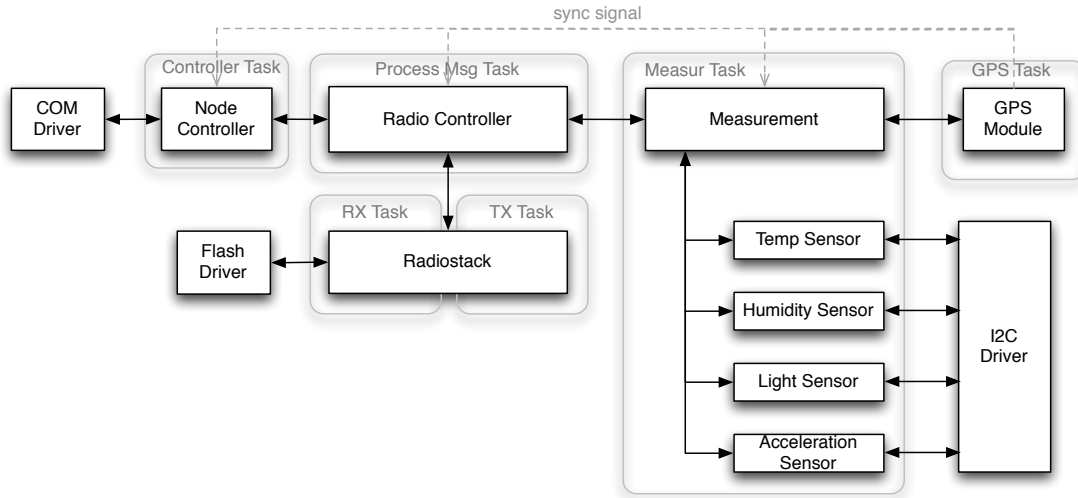 sync signal
Controller Task
Process Msg Task
Measur Task
GPS Task
COM
Driver
Node
Controller
Radio Controller
Measurement
GPS
Module
RX Task
TX Task
Flash
Driver
Radiostack
Temp Sensor
Humidity Sensor
Light Sensor
Acceleration
Sensor
I2C
Driver